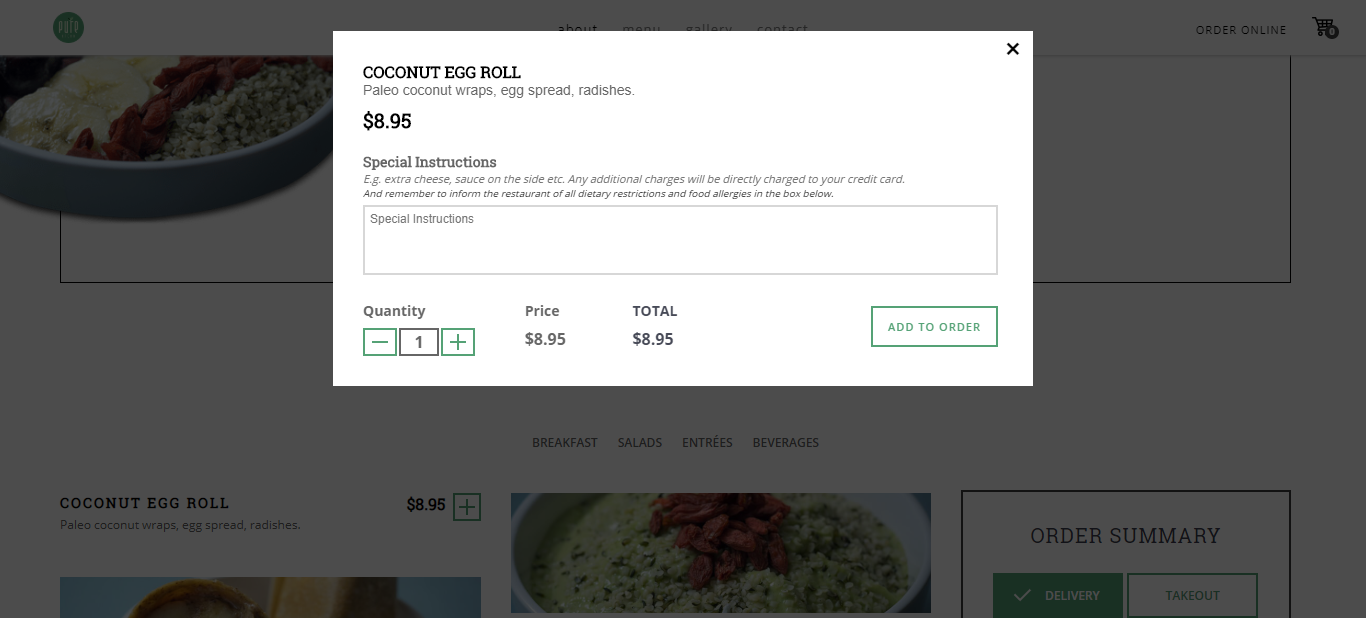 pure
about menu gallery contact
ORDER ONLINE
0
COCONUT EGG ROLL
Paleo coconut wraps, egg spread, radishes.
$8.95
Special Instructions
E.g. extra cheese, sauce on the side etc. Any additional charges will be directly charged to your credit card.
And remember to inform the restaurant of all dietary restrictions and food allergies in the box below.
Special Instructions
Quantity Price TOTAL
1 $8.95 $8.95
ADD TO ORDER
BREAKFAST SALADS ENTRÉES BEVERAGES
COCONUT EGG ROLL $8.95
Paleo coconut wraps, egg spread, radishes.
ORDER SUMMARY
DELIVERY TAKEOUT